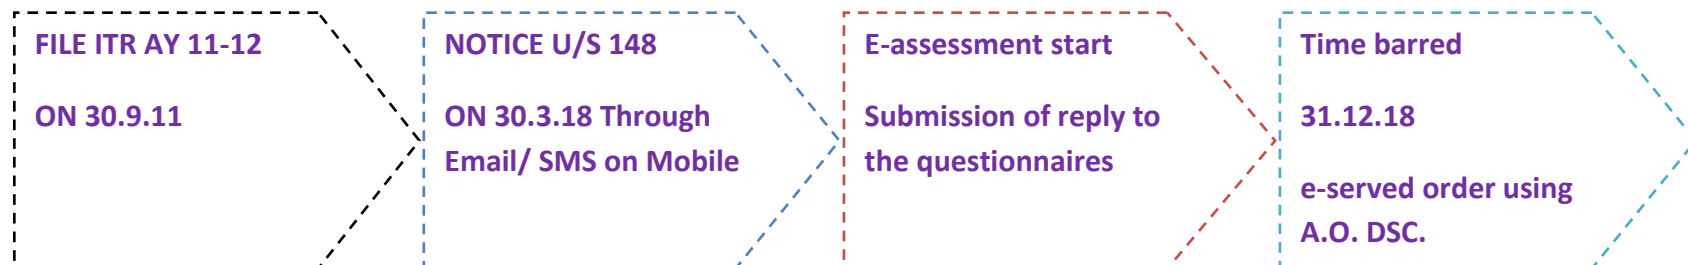 FILE ITR AY 11-12
ON 30.9.11
NOTICE U/S 148
ON 30.3.18 Through
Email/ SMS on Mobile
E-assessment start
Submission of reply to
the questionnaires
Time barred
31.12.18
e-served order using
A.O. DSC.